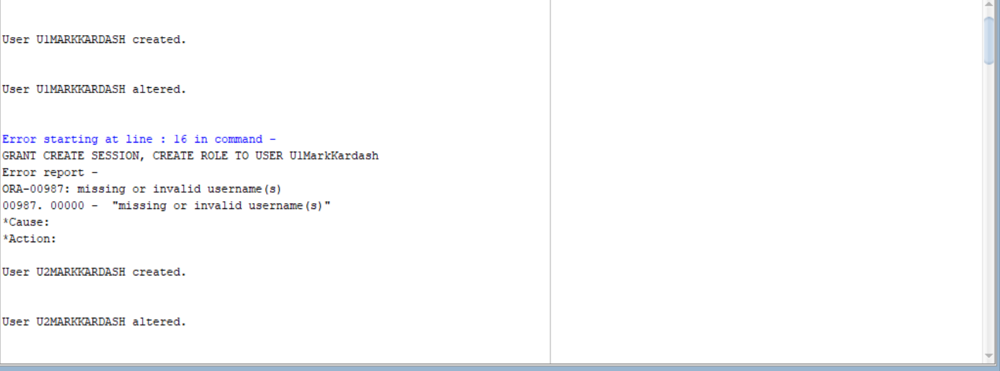 User U1MARKKARDASH created.
User U1MARKKARDASH altered.
Error starting at line : 16 in command -
GRANT CREATE SESSION, CREATE ROLE TO USER U1MarkKardash
Error report -
ORA-00987: missing or invalid username(s)
00987. 00000 -  "missing or invalid username(s)"
*Cause:
*Action:
User U2MARKKARDASH created.
User U2MARKKARDASH altered.